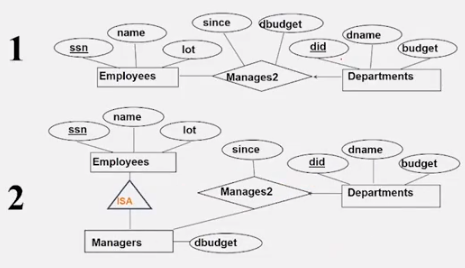 1
since
dbudget
name
ssn
lot
Employees
Manages2
did
dname
budget
Departments
2
name
ssn
lot
Employees
ISA
Managers
dbudget
since
Manages2
did
dname
budget
Departments